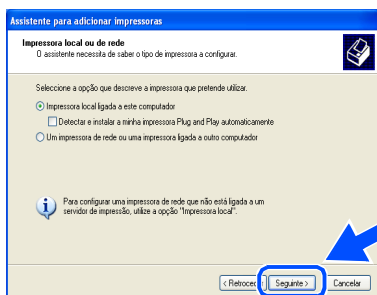 Assistente para adicionar impressoras
Impressora local ou de rede
O assistente necessita de saber o tipo de impressora a configurar.
Seleccione a opção que descreve a impressora que pretende utilizar.
Impressora local ligada a este computador
Detectar e instalar a minha impressora Plug and Play automaticamente
Um impressora de rede ou uma impressora ligada a outro computador
Para configurar uma impressora de rede que não está ligada a um
servidor de impressão, utilize a opção "Impressora local".
< Retroceder Seguinte > Cancelar